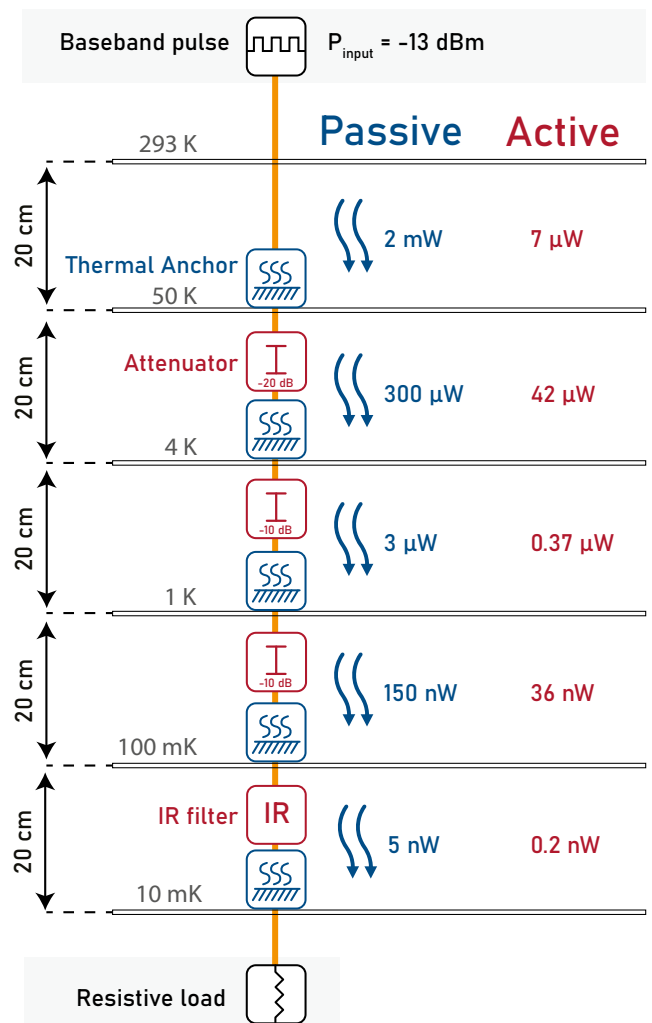 Baseband pulse
P_input = -13 dBm
Passive
Active
293 K
20 cm
2 mW
7 µW
Thermal Anchor
50 K
20 cm
Attenuator
-20 dB
300 µW
42 µW
4 K
20 cm
-10 dB
3 µW
0.37 µW
1 K
20 cm
-10 dB
150 nW
36 nW
100 mK
20 cm
IR filter
IR
5 nW
0.2 nW
10 mK
Resistive load